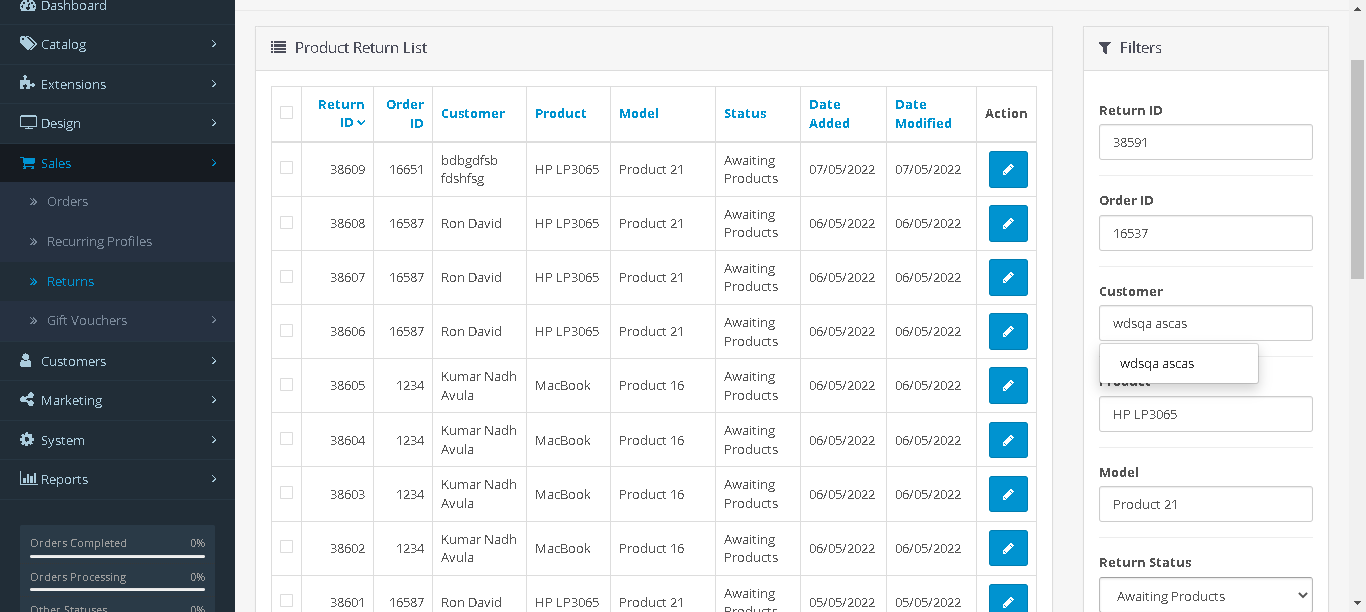 Dashboard
Catalog
Extensions
Design
Sales
Orders
Recurring Profiles
Returns
Gift Vouchers
Customers
Marketing
System
Reports
Orders Completed 0%
Orders Processing 0%
Other Statuses 0%
Product Return List
Return ID Order ID Customer Product Model Status Date Added Date Modified Action
38609 16651 bdbgdfsb fdshfsg HP LP3065 Product 21 Awaiting Products 07/05/2022 07/05/2022
38608 16587 Ron David HP LP3065 Product 21 Awaiting Products 06/05/2022 06/05/2022
38607 16587 Ron David HP LP3065 Product 21 Awaiting Products 06/05/2022 06/05/2022
38606 16587 Ron David HP LP3065 Product 21 Awaiting Products 06/05/2022 06/05/2022
38605 1234 Kumar Nadh Avula MacBook Product 16 Awaiting Products 06/05/2022 06/05/2022
38604 1234 Kumar Nadh Avula MacBook Product 16 Awaiting Products 06/05/2022 06/05/2022
38603 1234 Kumar Nadh Avula MacBook Product 16 Awaiting Products 06/05/2022 06/05/2022
38602 1234 Kumar Nadh Avula MacBook Product 16 Awaiting Products 06/05/2022 06/05/2022
38601 16587 Ron David HP LP3065 Product 21 Awaiting 05/05/2022 05/05/2022
Filters
Return ID
38591
Order ID
16537
Customer
wdsqa ascas
wdsqa ascas
Product
HP LP3065
Model
Product 21
Return Status
Awaiting Products